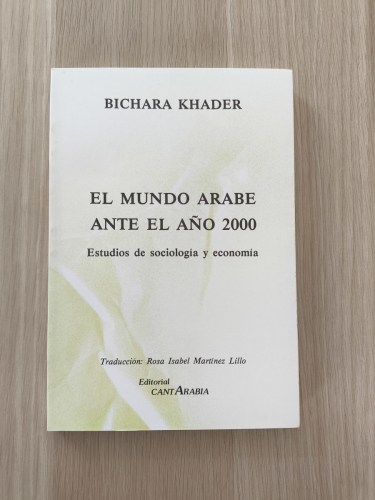 BICHARA KHADER
EL MUNDO ARABE
ANTE EL AÑO 2000
Estudios de sociología y economía
Traducción: Rosa Isabel Martínez Lillo
Editorial
CANTARABIA